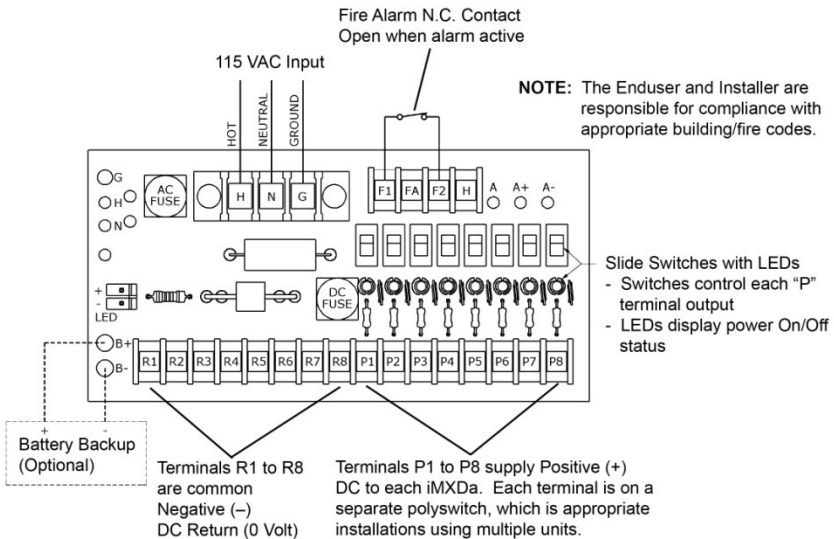 Fire Alarm N.C. Contact
Open when alarm active
115 VAC Input
NOTE: The Enduser and Installer are
responsible for compliance with
appropriate building/fire codes.
HOT
NEUTRAL
GROUND
G
H
N
AC
FUSE
H N G
F1 FA F2 H
A A+ A-
Slide Switches with LEDs
- Switches control each “P”
terminal output
- LEDs display power On/Off
status
+
-
LED
DC
FUSE
B+
B-
R1 R2 R3 R4 R5 R6 R7 R8 P1 P2 P3 P4 P5 P6 P7 P8
+ -
Battery Backup
(Optional)
Terminals R1 to R8
are common
Negative (–)
DC Return (0 Volt)
Terminals P1 to P8 supply Positive (+)
DC to each iMXDa. Each terminal is on a
separate polyswitch, which is appropriate
installations using multiple units.